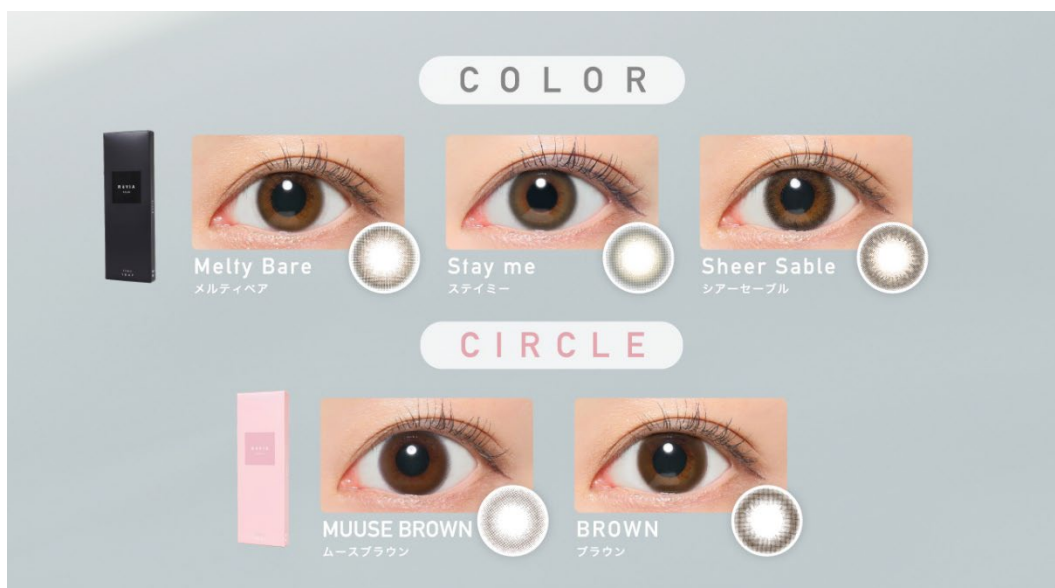 COLOR
Melty Bare
メルティベア
Stay me
ステイミー
Sheer Sable
シアーセーブル
CIRCLE
MUUSE BROWN
ムースブラウン
BROWN
ブラウン